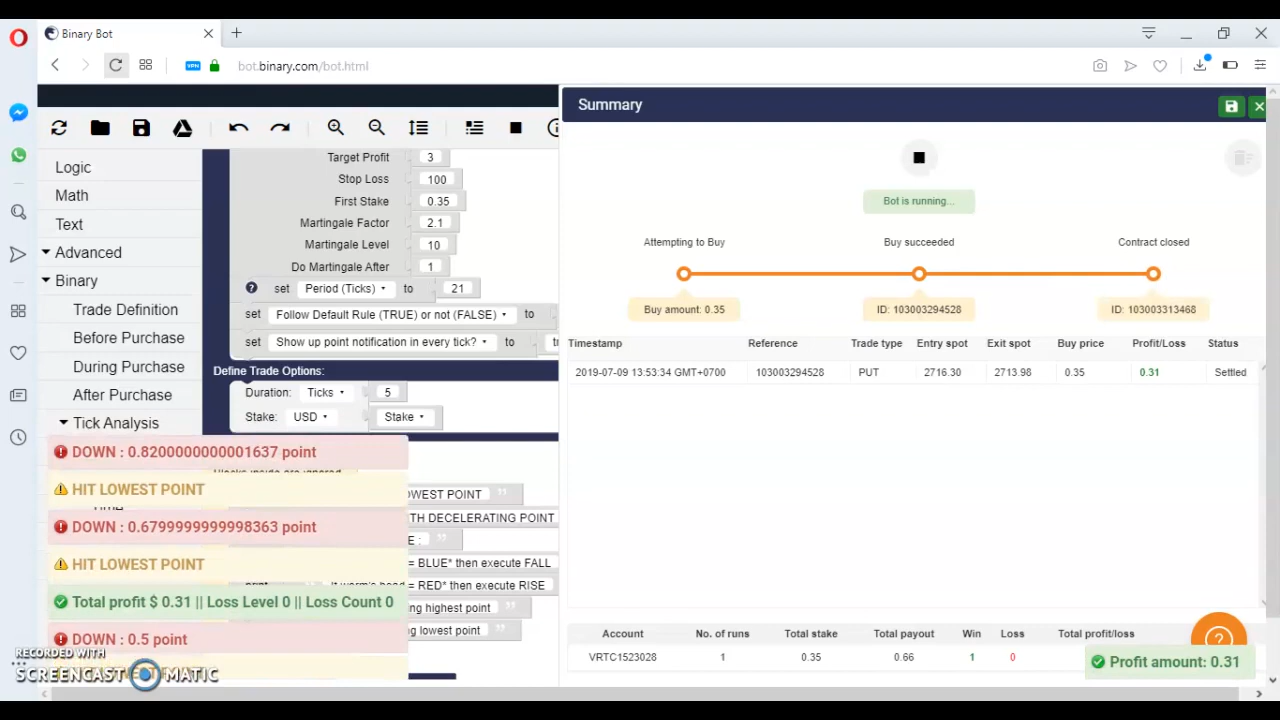 Binary Bot
VPN
bot.binary.com/bot.html
Summary
Logic
Math
Text
Advanced
Binary
Trade Definition
Before Purchase
During Purchase
After Purchase
Tick Analysis
Time
Target Profit 3
Stop Loss 100
First Stake 0.35
Martingale Factor 2.1
Martingale Level 10
Do Martingale After 1
? set Period (Ticks) to 21
set Follow Default Rule (TRUE) or not (FALSE) to
set Show up point notification in every tick? to
Define Trade Options:
Duration: Ticks 5
Stake: USD Stake
Blocks inside are ignored
OWEST POINT
TH DECELERATING POINT
E :
= BLUE* then execute FALL
= RED* then execute RISE
ng highest point
ng lowest point
DOWN : 0.8200000000001637 point
HIT LOWEST POINT
DOWN : 0.6799999999998363 point
HIT LOWEST POINT
Total profit $ 0.31 || Loss Level 0 || Loss Count 0
DOWN : 0.5 point
RECORDED WITH
SCREENCAST O MATIC
Bot is running...
Attempting to Buy Buy succeeded Contract closed
Buy amount: 0.35 ID: 103003294528 ID: 103003313468
Timestamp Reference Trade type Entry spot Exit spot Buy price Profit/Loss Status
2019-07-09 13:53:34 GMT+0700 103003294528 PUT 2716.30 2713.98 0.35 0.31 Settled
Account No. of runs Total stake Total payout Win Loss Total profit/loss
VRTC1523028 1 0.35 0.66 1 0
?
Profit amount: 0.31